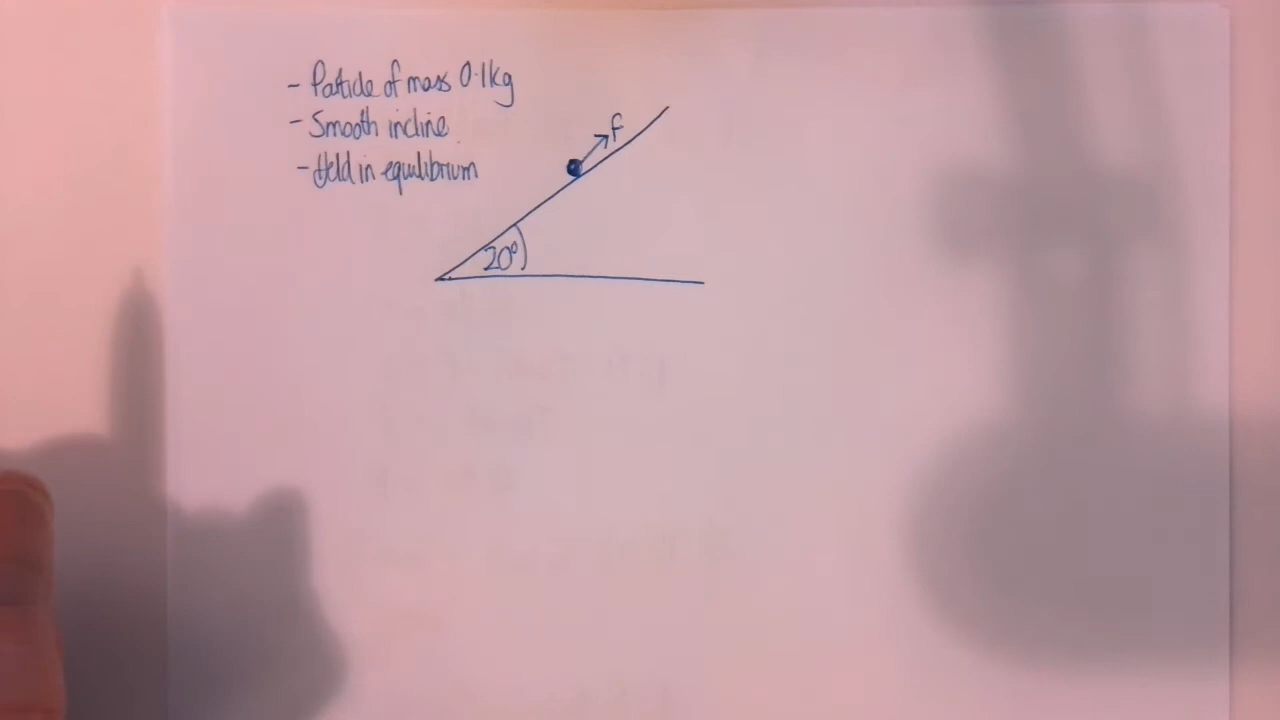 - Particle of mass 0.1kg
- Smooth incline
- Held in equilibrium
F
20°